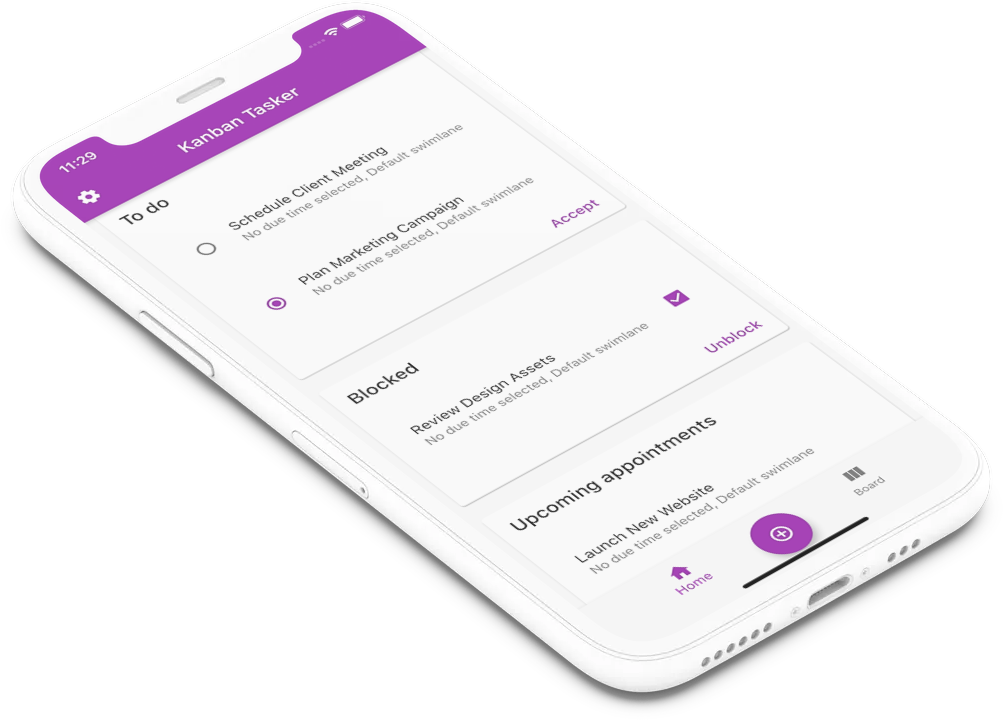 11:29
Kanban Tasker
To do
Schedule Client Meeting
No due time selected, Default swimlane
Plan Marketing Campaign
No due time selected, Default swimlane
Accept
Blocked
Review Design Assets
No due time selected, Default swimlane
Unblock
Upcoming appointments
Launch New Website
No due time selected, Default swimlane
Home
Board